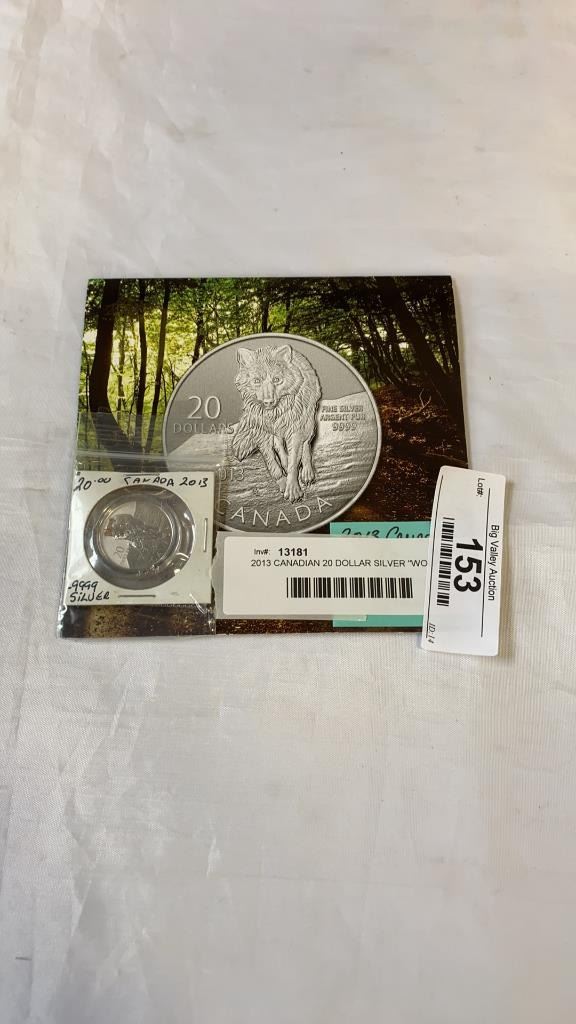 20
DOLLARS
FINE SILVER
ARGENT PUR
9999
2013
CANADA
20.00 CANADA 2013
.9999
SILVER
2013
Inv#: 13181
2013 CANADIAN 20 DOLLAR SILVER "WO
Lot#:
153
Big Valley Auction